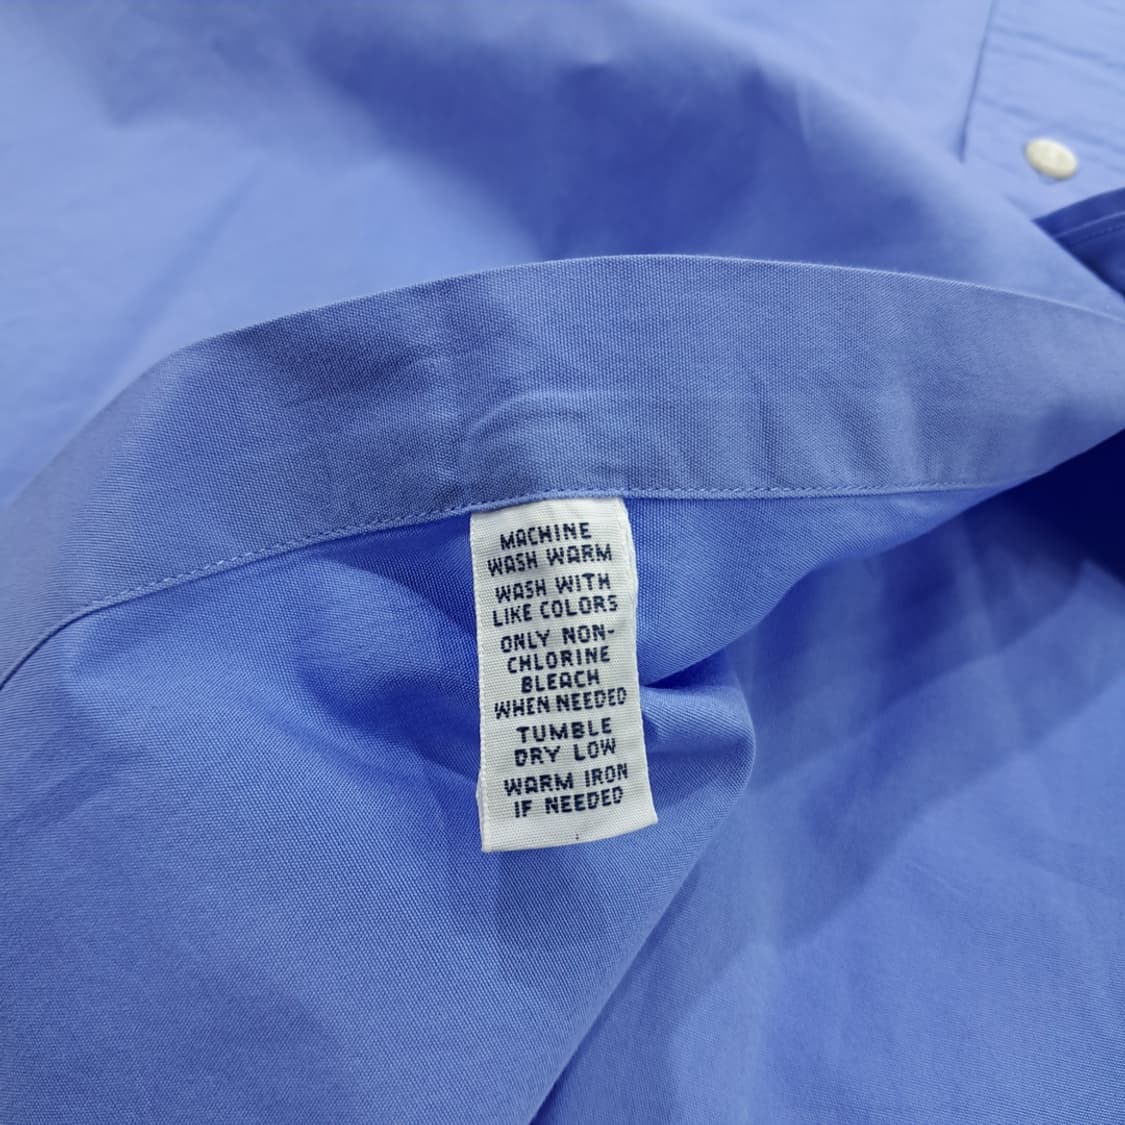 MACHINE
WASH WARM
WASH WITH
LIKE COLORS
ONLY NON-
CHLORINE
BLEACH
WHEN NEEDED
TUMBLE
DRY LOW
WARM IRON
IF NEEDED